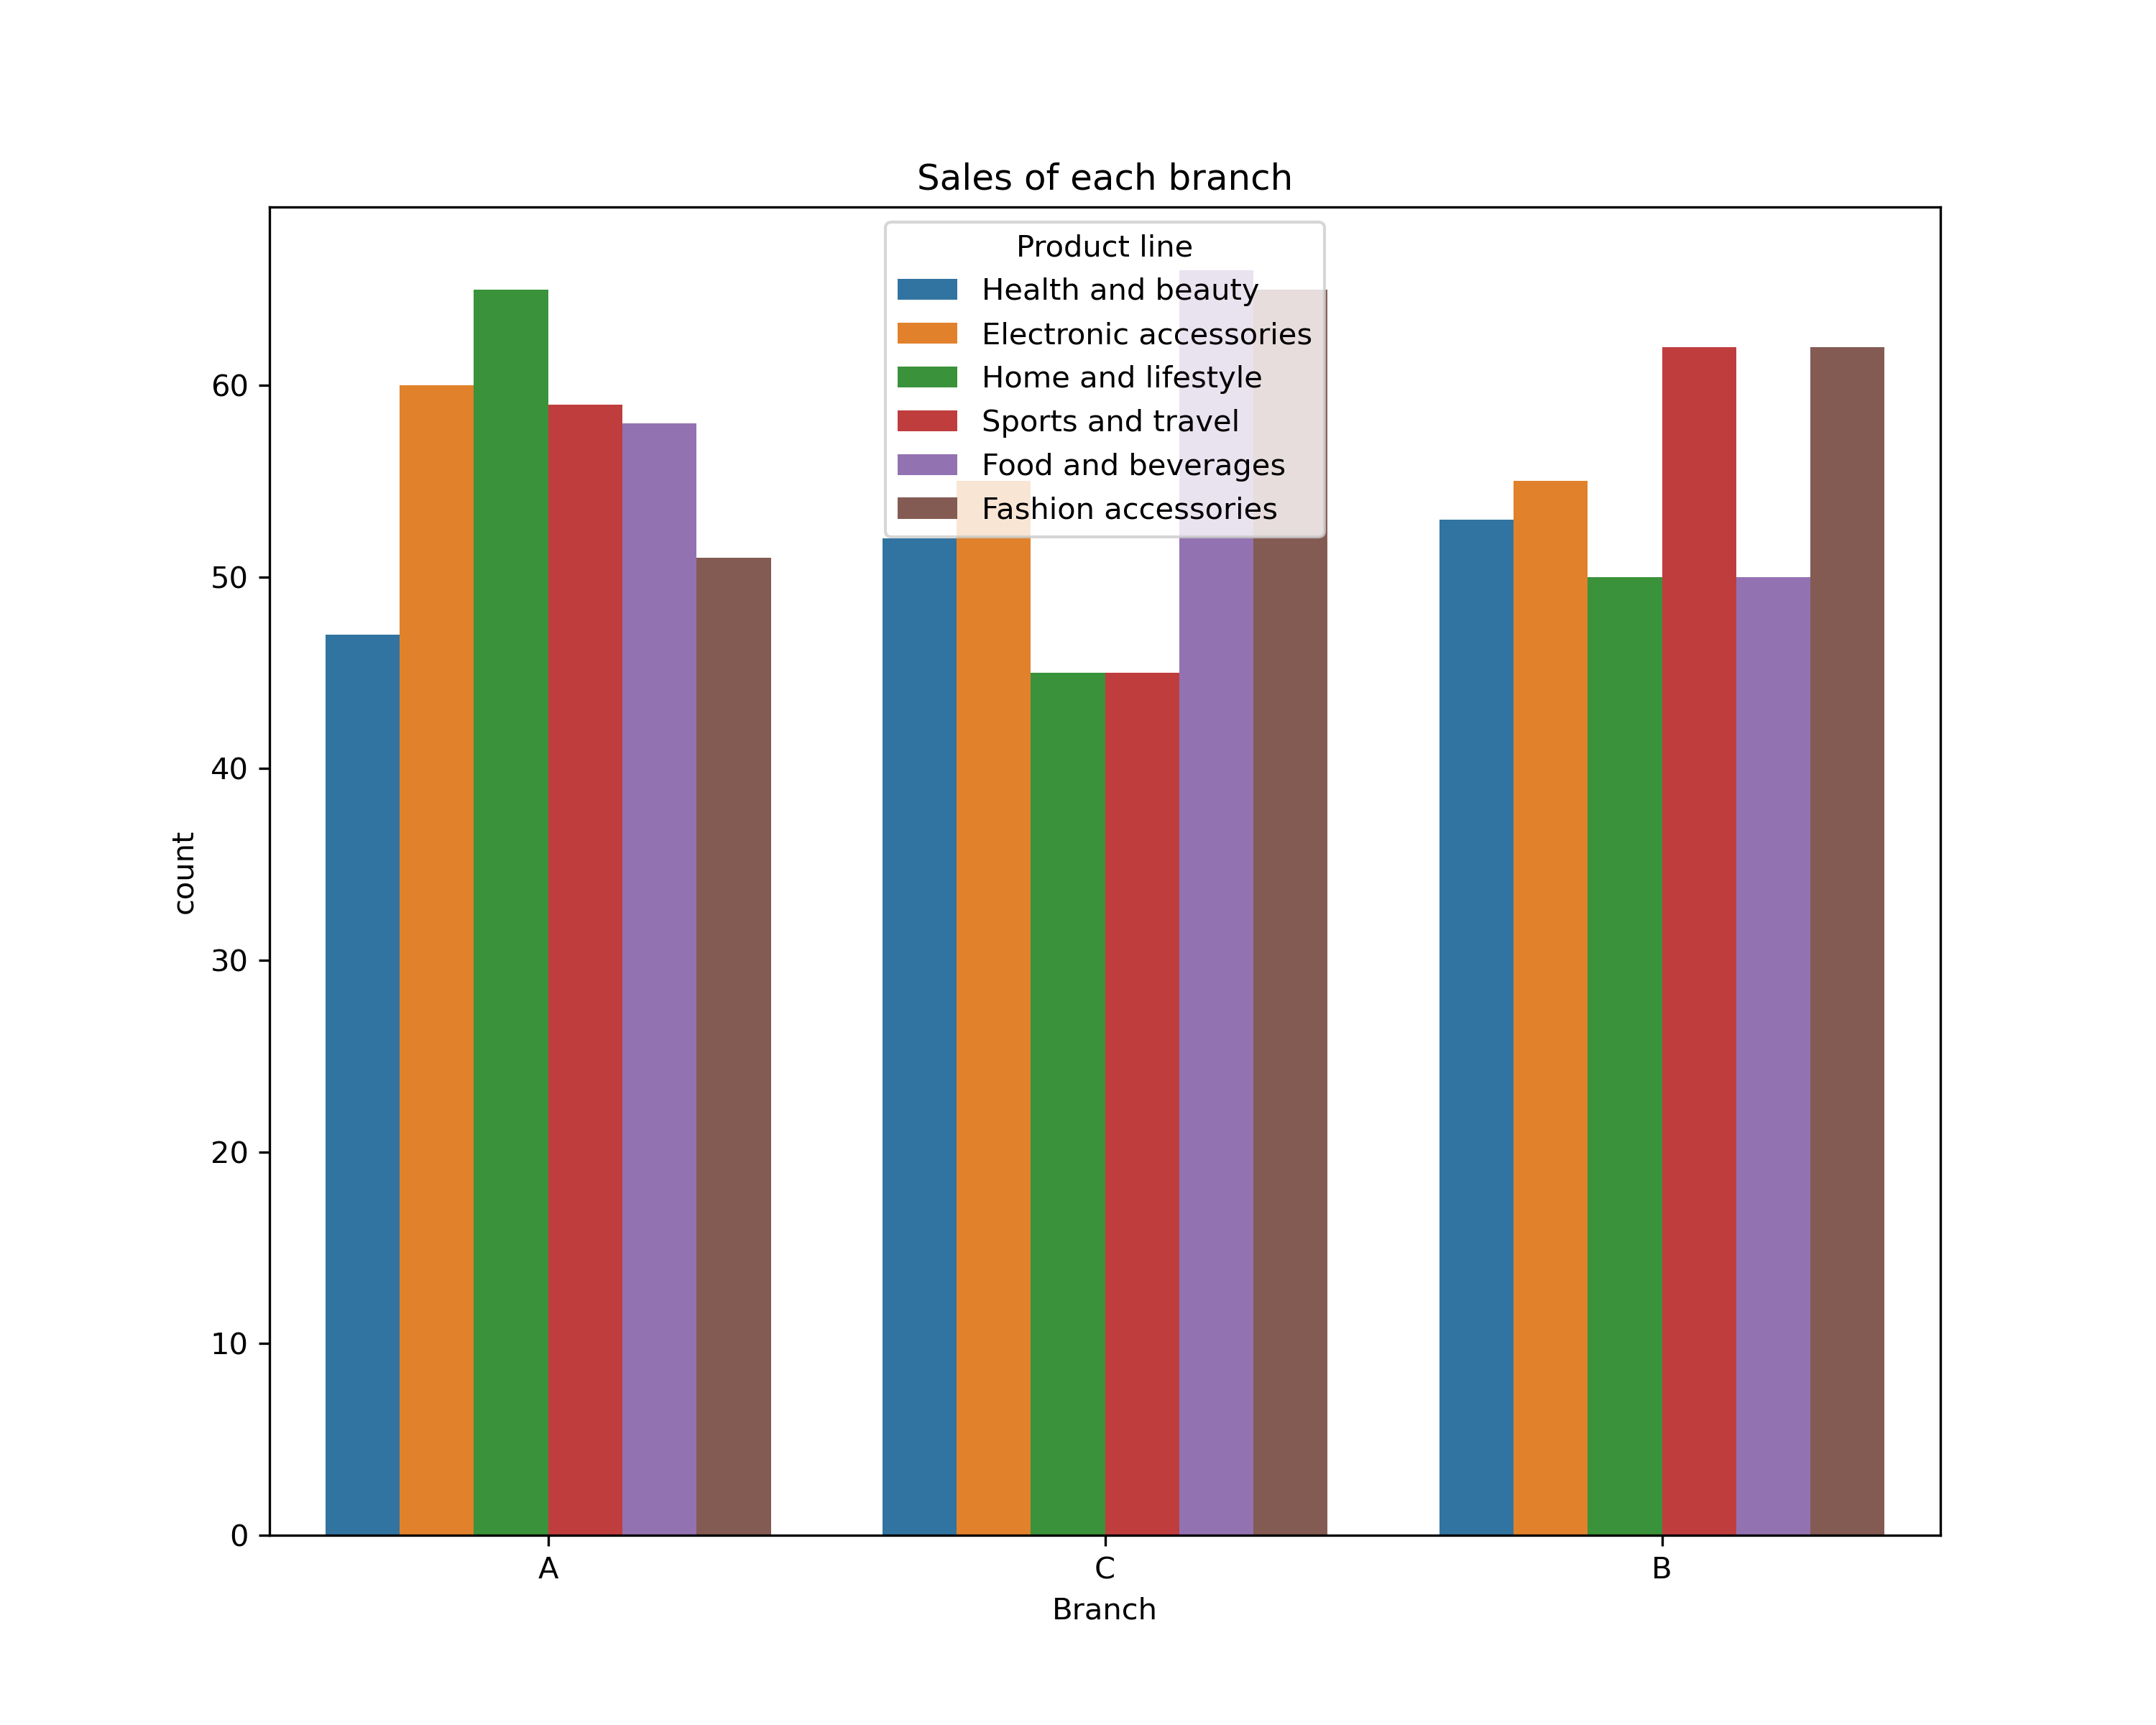 Sales of each branch
Product line
Health and beauty
Electronic accessories
Home and lifestyle
Sports and travel
Food and beverages
Fashion accessories
60
50
40
30
20
10
0
count
A
C
B
Branch